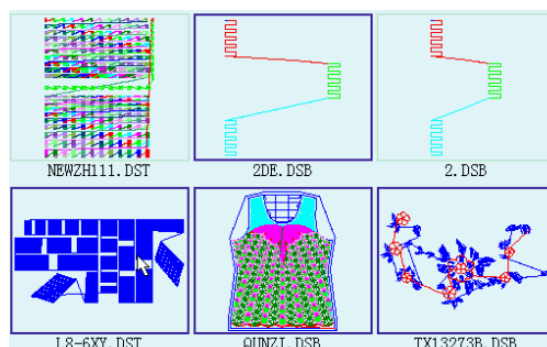 NEWZH111.DST
2DE.DSB
2.DSB
L8-6XY.DST
QUNZI.DSB
TX13273B.DSB